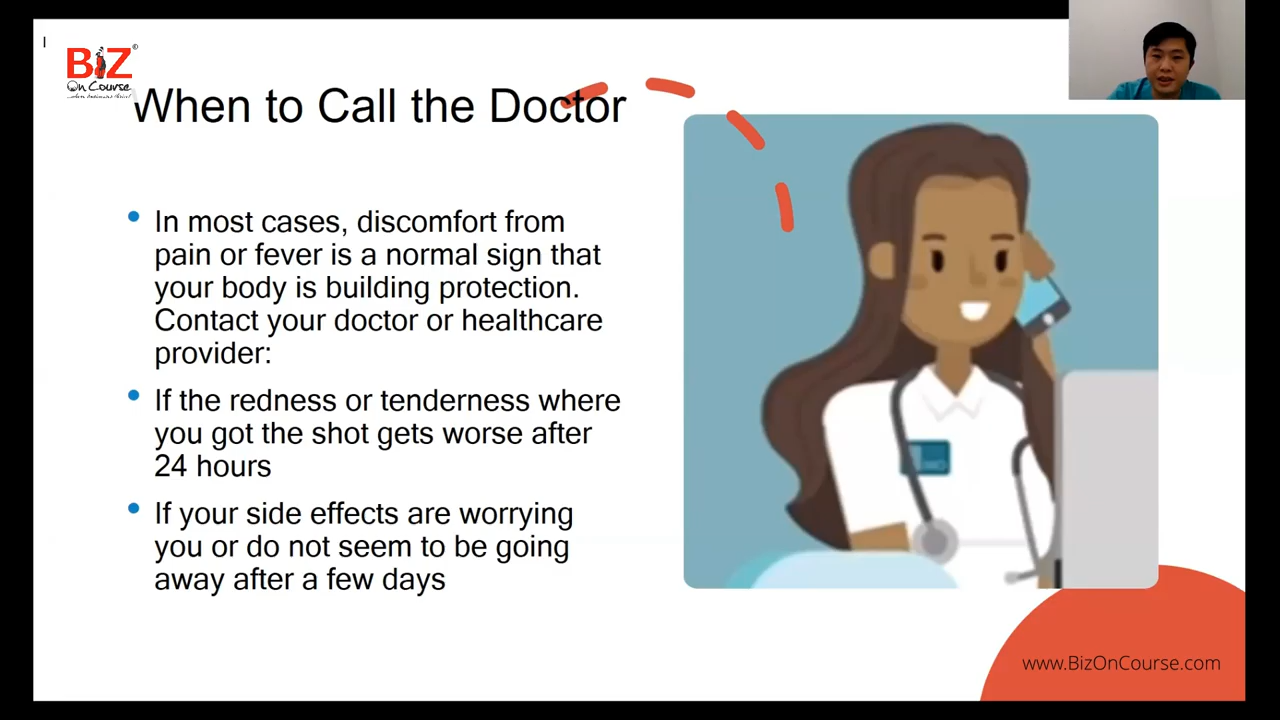 BiZ
On Course
When to Call the Doctor
In most cases, discomfort from
pain or fever is a normal sign that
your body is building protection.
Contact your doctor or healthcare
provider:
If the redness or tenderness where
you got the shot gets worse after
24 hours
If your side effects are worrying
you or do not seem to be going
away after a few days
www.BizOnCourse.com